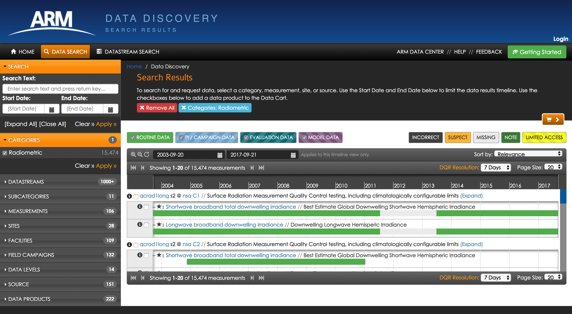 ARM
DATA DISCOVERY
SEARCH RESULTS
Login
HOME DATA SEARCH DATASTREAM SEARCH ARM DATA CENTER // HELP // FEEDBACK Getting Started
SEARCH
Search Text:
Enter search text and press return key...
Start Date: End Date:
(Start Date) (End Date)
[Expand All] [Close All] Clear » Apply »
CATEGORIES 1
Radiometric 15,474
Clear » Apply »
DATASTREAMS 1000+
SUBCATEGORIES 11
MEASUREMENTS 106
SITES 28
FACILITIES 109
FIELD CAMPAIGNS 132
DATA LEVELS 14
SOURCE 151
DATA PRODUCTS 222
Home // Data Discovery
Search Results
To search for and request data, select a category, measurement, site, or source. Use the Start Date and End Date below to limit the data results timeline. Use the
checkboxes below to add a data product to the Data Cart.
Remove All Categories: Radiometric
ROUTINE DATA PI / CAMPAIGN DATA EVALUATION DATA MODEL DATA INCORRECT SUSPECT MISSING NOTE LIMITED ACCESS
2003-09-20 2017-09-21 Applies to the timeline view only. Sort by: Relevance
Showing 1-20 of 15,474 measurements DQR Resolution: 7 Days Page Size: 20
2004 2005 2006 2007 2008 2009 2010 2011 2012 2013 2014 2015 2016 2017
qcrad1long s2 @ nsa C1 // Surface Radiation Measurement Quality Control testing, including climatologically configurable limits (Expand)
Shortwave broadband total downwelling irradiance // Best Estimate Global Downwelling Shortwave Hemispheric Irradiance
Longwave broadband downwelling irradiance // Downwelling Longwave Hemispheric Irradiance
qcrad1long s2 @ nsa C2 // Surface Radiation Measurement Quality Control testing, including climatologically configurable limits (Expand)
Shortwave broadband total downwelling irradiance // Best Estimate Global Downwelling Shortwave Hemispheric Irradiance
Showing 1-20 of 15,474 measurements DQR Resolution: 7 Days Page Size: 20